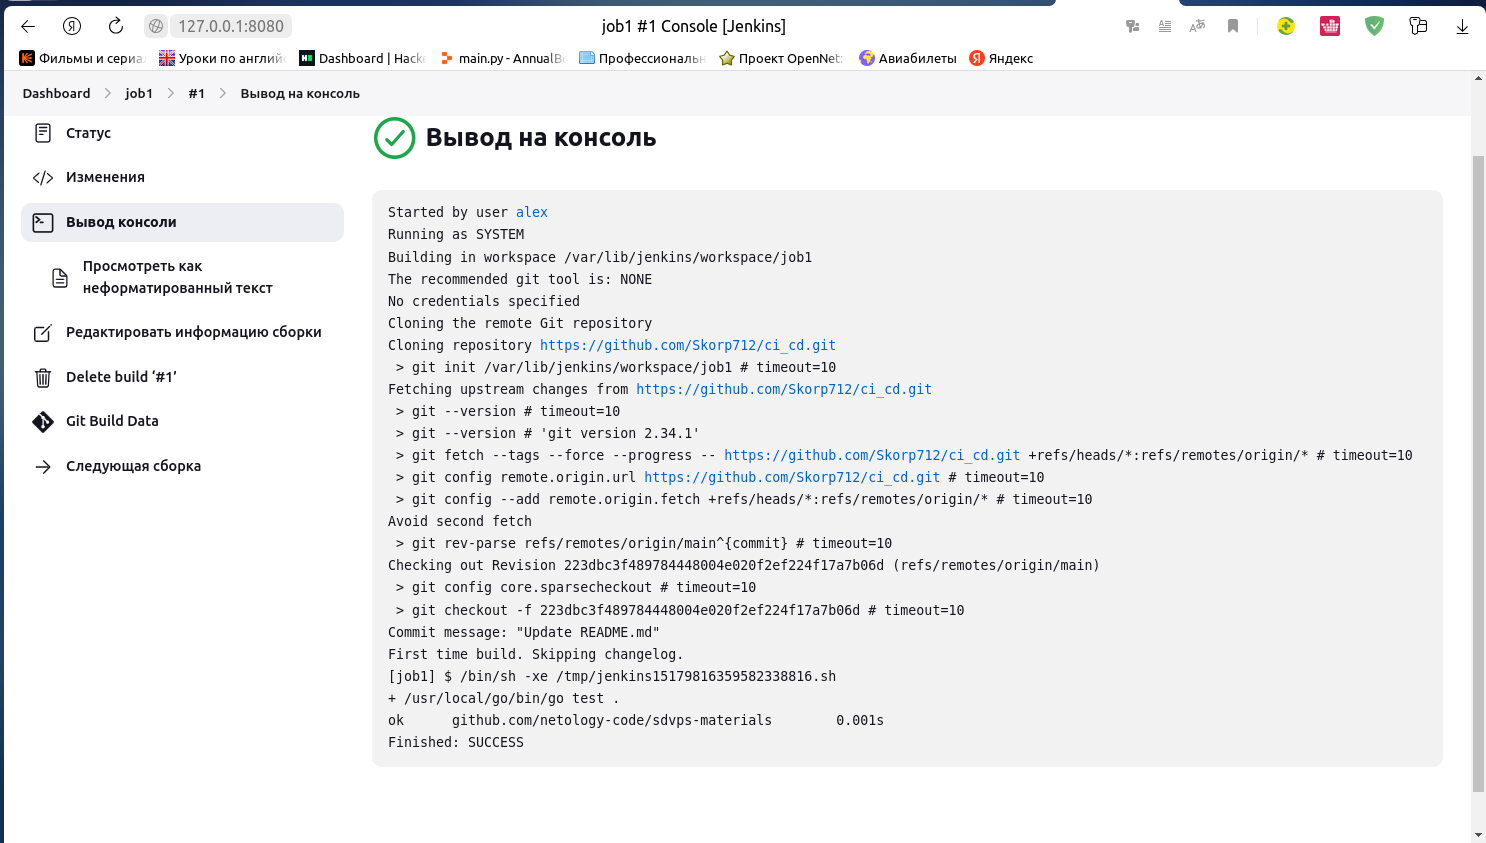 127.0.0.1:8080
job1 #1 Console [Jenkins]
Фильмы и сериа
Уроки по англий
Dashboard | Hack
main.py - AnnualB
Профессиональн
Проект OpenNet:
Авиабилеты
Яндекс
Dashboard
job1
#1
Вывод на консоль
Статус
Изменения
Вывод консоли
Просмотреть как
неформатированный текст
Редактировать информацию сборки
Delete build ‘#1’
Git Build Data
Следующая сборка
Вывод на консоль
Started by user alex
Running as SYSTEM
Building in workspace /var/lib/jenkins/workspace/job1
The recommended git tool is: NONE
No credentials specified
Cloning the remote Git repository
Cloning repository https://github.com/Skorp712/ci_cd.git
> git init /var/lib/jenkins/workspace/job1 # timeout=10
Fetching upstream changes from https://github.com/Skorp712/ci_cd.git
> git --version # timeout=10
> git --version # 'git version 2.34.1'
> git fetch --tags --force --progress -- https://github.com/Skorp712/ci_cd.git +refs/heads/*:refs/remotes/origin/* # timeout=10
> git config remote.origin.url https://github.com/Skorp712/ci_cd.git # timeout=10
> git config --add remote.origin.fetch +refs/heads/*:refs/remotes/origin/* # timeout=10
Avoid second fetch
> git rev-parse refs/remotes/origin/main^{commit} # timeout=10
Checking out Revision 223dbc3f489784448004e020f2ef224f17a7b06d (refs/remotes/origin/main)
> git config core.sparsecheckout # timeout=10
> git checkout -f 223dbc3f489784448004e020f2ef224f17a7b06d # timeout=10
Commit message: "Update README.md"
First time build. Skipping changelog.
[job1] $ /bin/sh -xe /tmp/jenkins15179816359582338816.sh
+ /usr/local/go/bin/go test .
ok github.com/netology-code/sdvps-materials 0.001s
Finished: SUCCESS